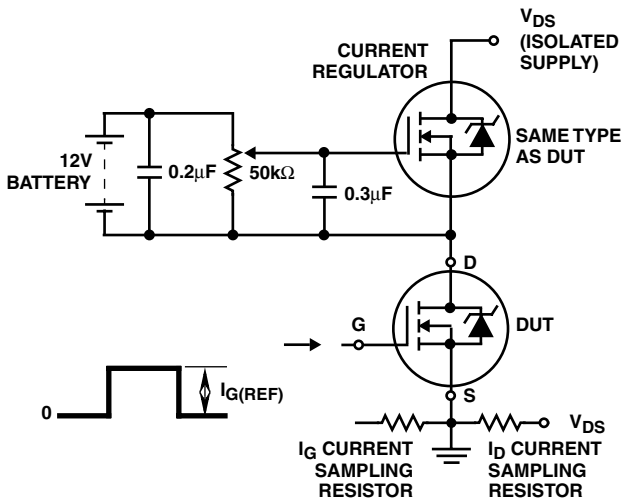 V_DS
(ISOLATED
SUPPLY)
CURRENT
REGULATOR
SAME TYPE
AS DUT
12V
BATTERY
0.2μF
50kΩ
0.3μF
D
DUT
G
I_G(REF)
0
S
V_DS
I_G CURRENT
SAMPLING
RESISTOR
I_D CURRENT
SAMPLING
RESISTOR